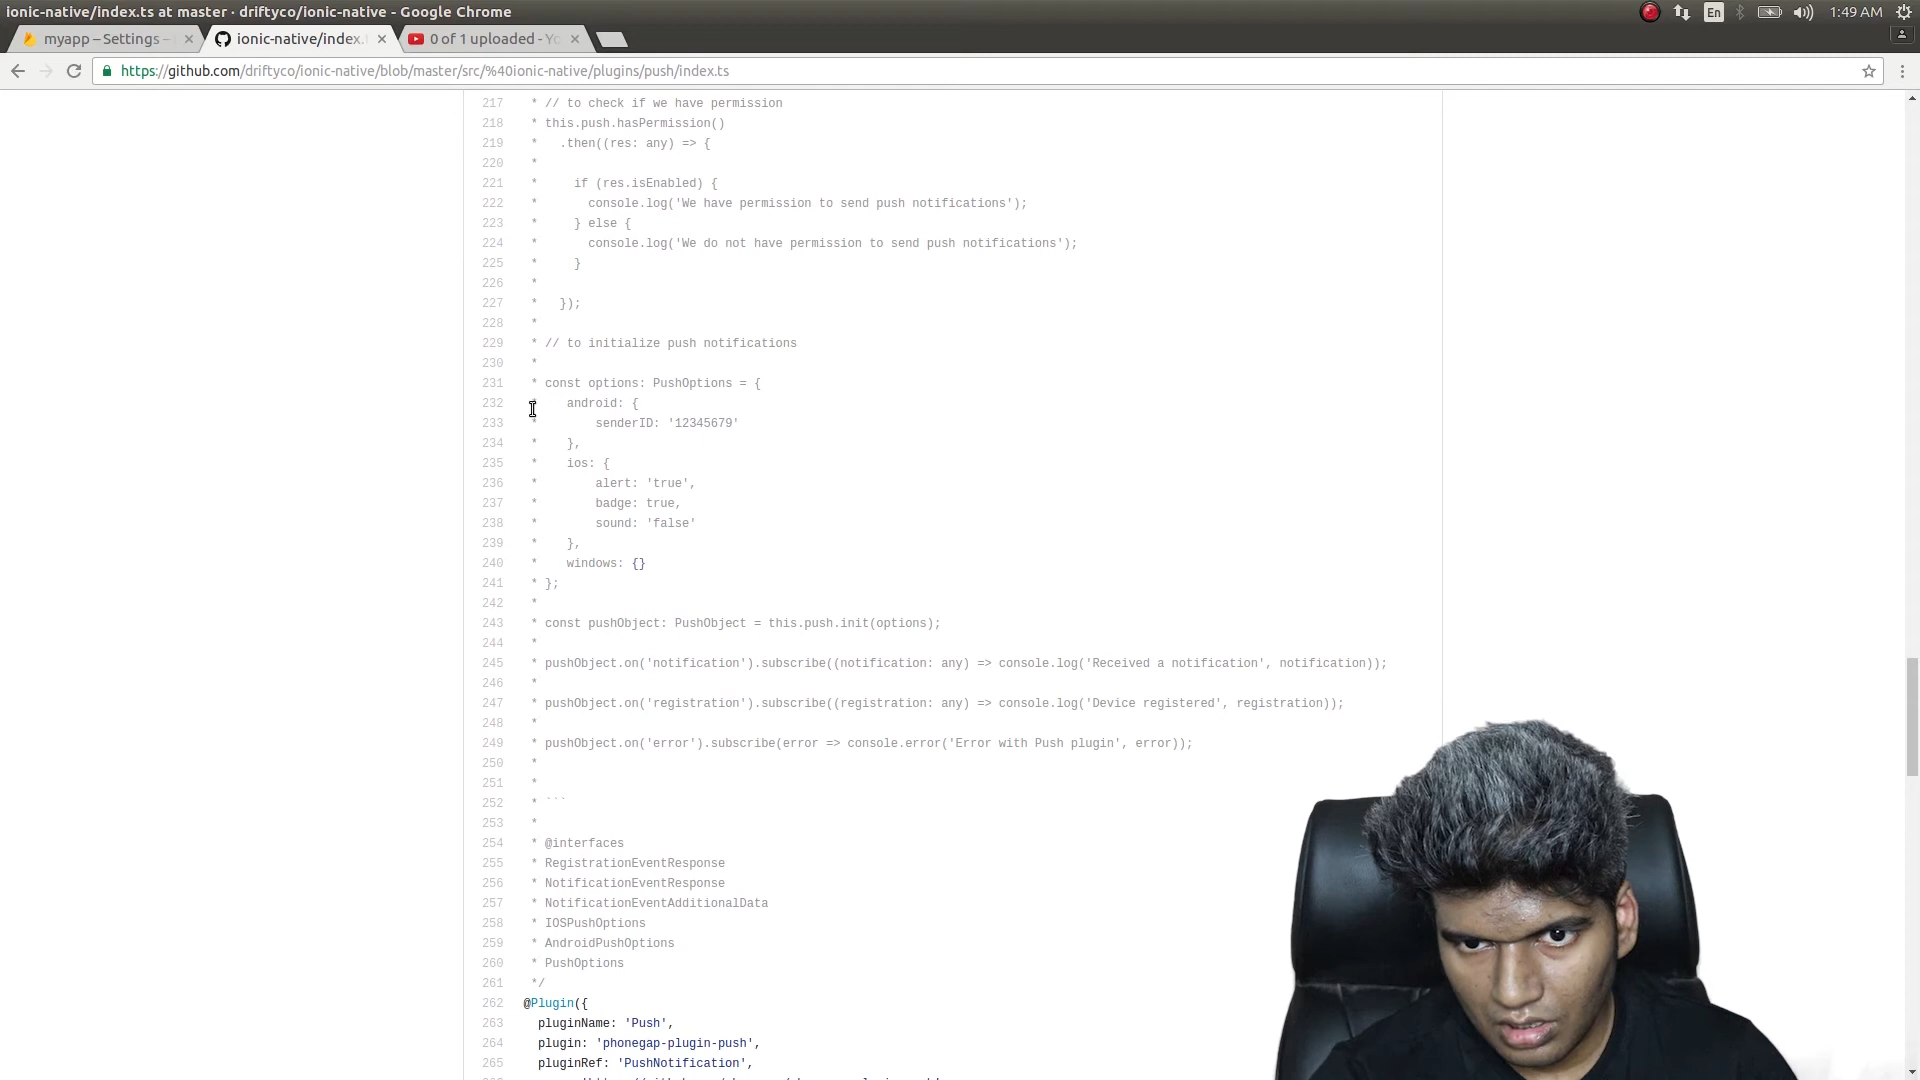 ionic-native/index.ts at master · driftyco/ionic-native - Google Chrome
En
1:49 AM
myapp – Settings –
ionic-native/index.
0 of 1 uploaded - Yo
https://github.com/driftyco/ionic-native/blob/master/src/%40ionic-native/plugins/push/index.ts
217 * // to check if we have permission
218 * this.push.hasPermission()
219 *   .then((res: any) => {
220 *
221 *     if (res.isEnabled) {
222 *       console.log('We have permission to send push notifications');
223 *     } else {
224 *       console.log('We do not have permission to send push notifications');
225 *     }
226 *
227 *   });
228 *
229 * // to initialize push notifications
230 *
231 * const options: PushOptions = {
232 *    android: {
233 *        senderID: '12345679'
234 *    },
235 *    ios: {
236 *        alert: 'true',
237 *        badge: true,
238 *        sound: 'false'
239 *    },
240 *    windows: {}
241 * };
242 *
243 * const pushObject: PushObject = this.push.init(options);
244 *
245 * pushObject.on('notification').subscribe((notification: any) => console.log('Received a notification', notification));
246 *
247 * pushObject.on('registration').subscribe((registration: any) => console.log('Device registered', registration));
248 *
249 * pushObject.on('error').subscribe(error => console.error('Error with Push plugin', error));
250 *
251 *
252 * ```
253 *
254 * @interfaces
255 * RegistrationEventResponse
256 * NotificationEventResponse
257 * NotificationEventAdditionalData
258 * IOSPushOptions
259 * AndroidPushOptions
260 * PushOptions
261 */
262 @Plugin({
263   pluginName: 'Push',
264   plugin: 'phonegap-plugin-push',
265   pluginRef: 'PushNotification',